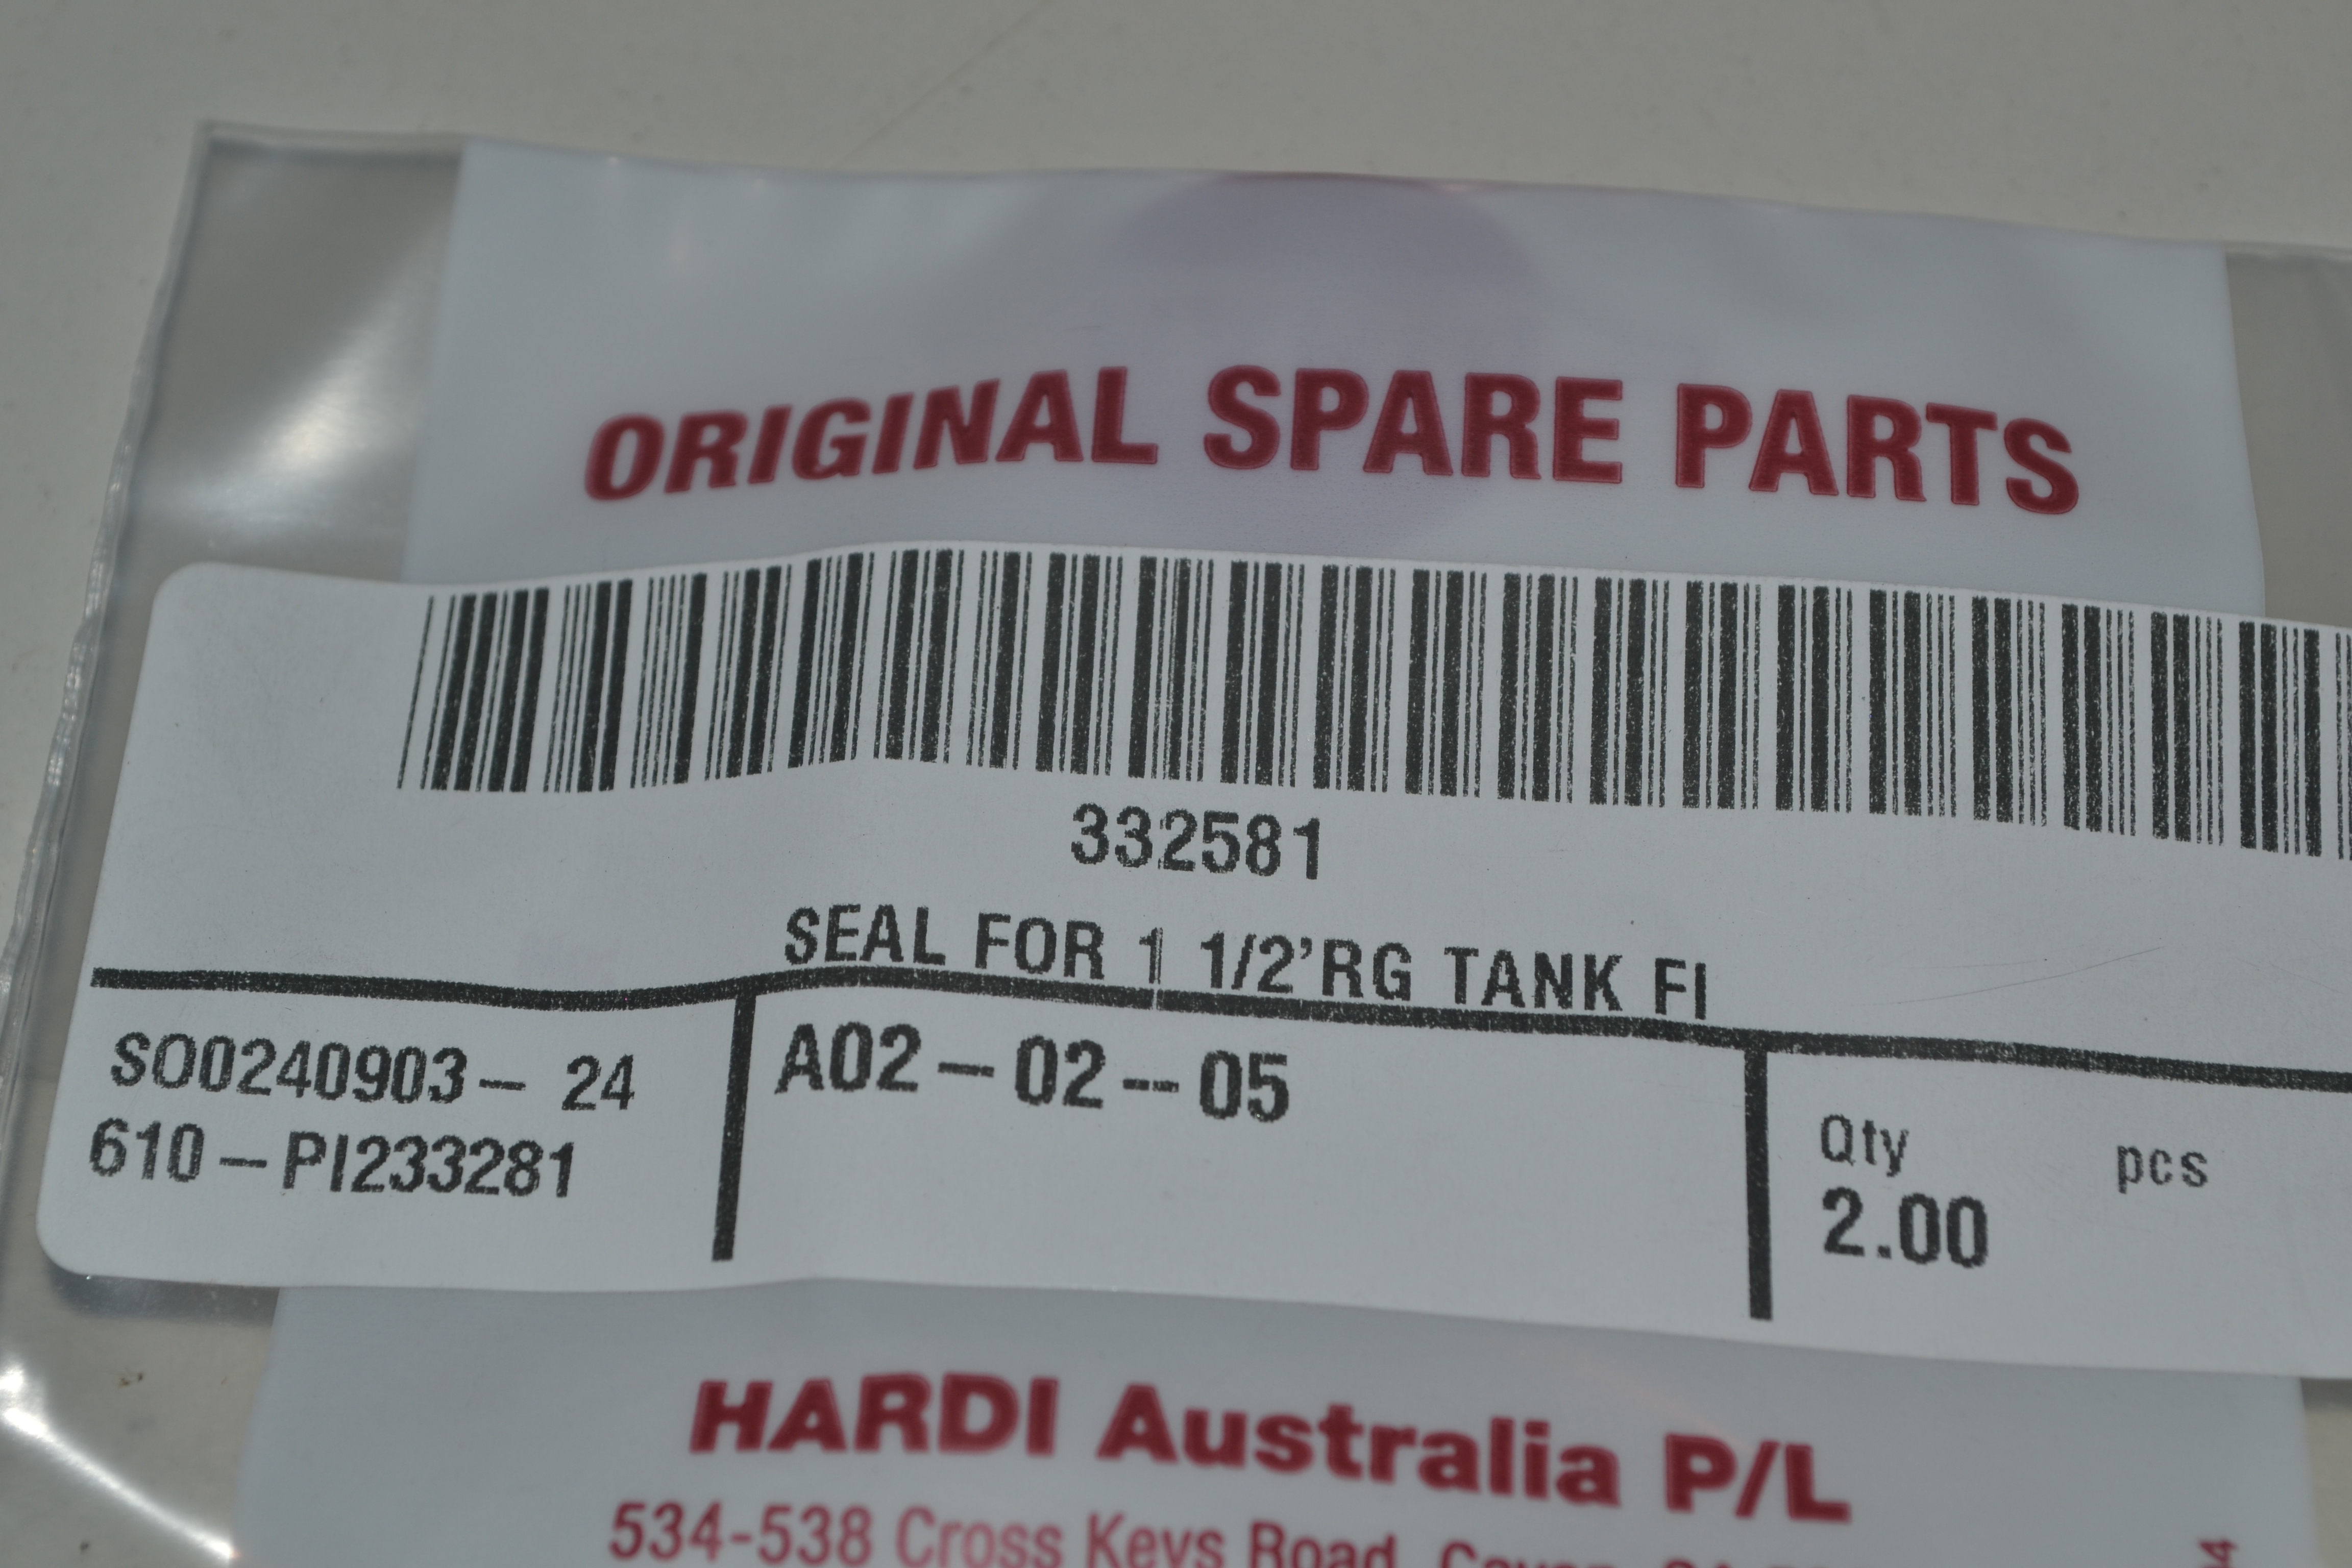 ORIGINAL SPARE PARTS
332581
SEAL FOR 1 1/2'RG TANK FI
SO0240903- 24
610-PI233281
A02-02--05
Qty pcs
2.00
HARDI Australia P/L
534-538 Cross Keys Road, Cavan,